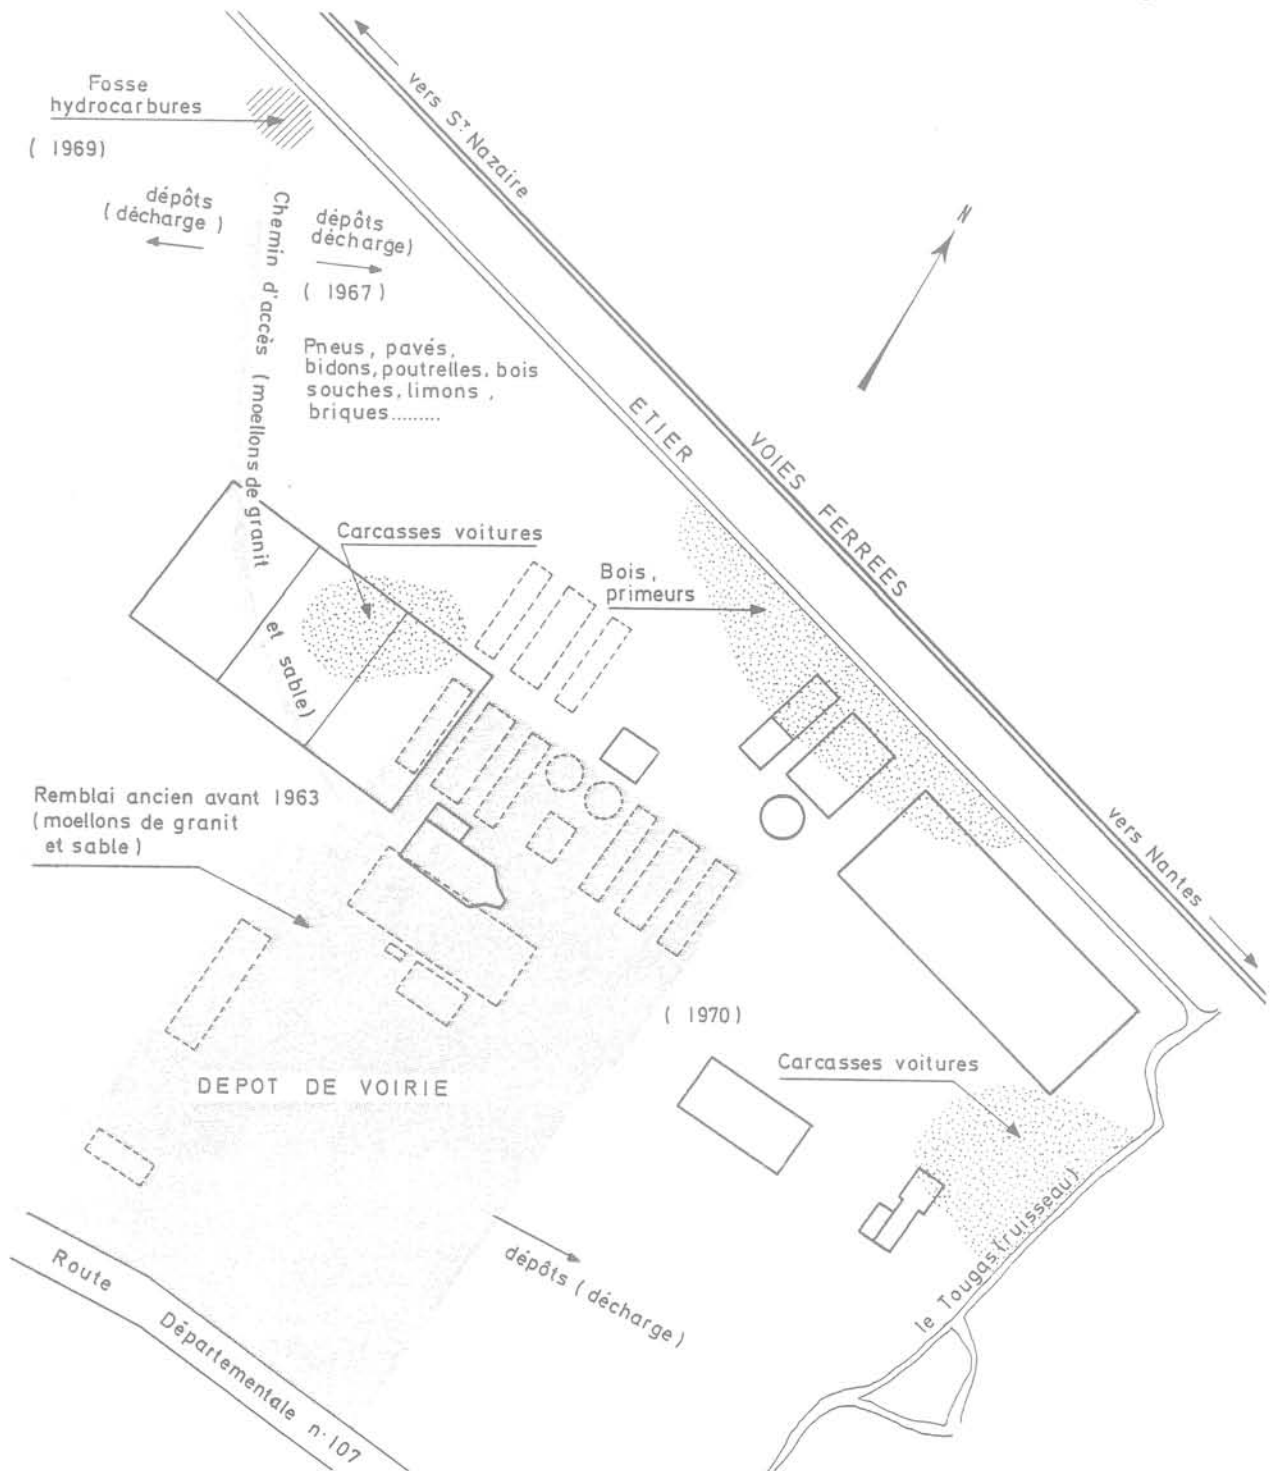 vers Sᵗ Nazaire
Fosse
hydrocarbures
( 1969)
dépôts
( décharge )
Chemin d'accès (moellons de granit
et sable)
dépôts
décharge)
( 1967 )
Pneus, pavés,
bidons, poutrelles, bois
souches, limons ,
briques.........
N
ETIER
VOIES FERREES
Carcasses voitures
Bois,
primeurs
Remblai ancien avant 1963
(moellons de granit
et sable )
vers Nantes
( 1970)
Carcasses voitures
DEPOT DE VOIRIE
dépôts ( décharge)
le Tougas (ruisseau)
Route Départementale n·107